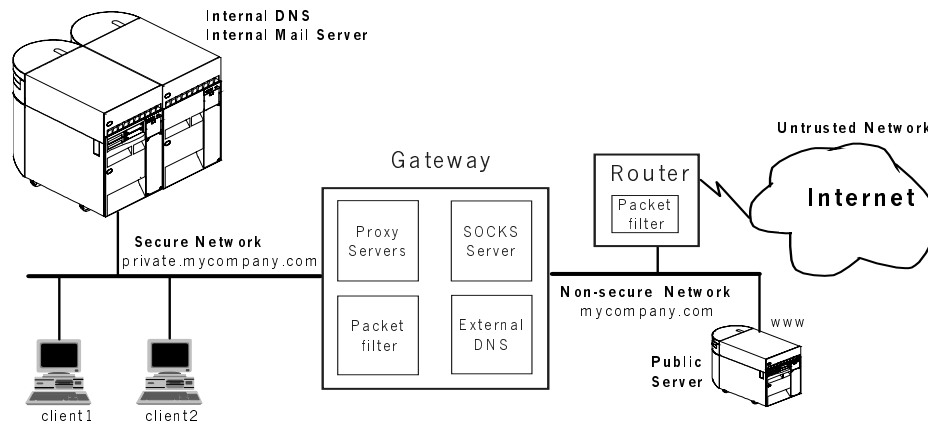 Internal DNS
Internal Mail Server
Untrusted Network
Gateway
Router
Packet
filter
Internet
Proxy
Servers
SOCKS
Server
Secure Network
private.mycompany.com
Non-secure Network
mycompany.com
Packet
filter
External
DNS
www
Public
Server
client1
client2